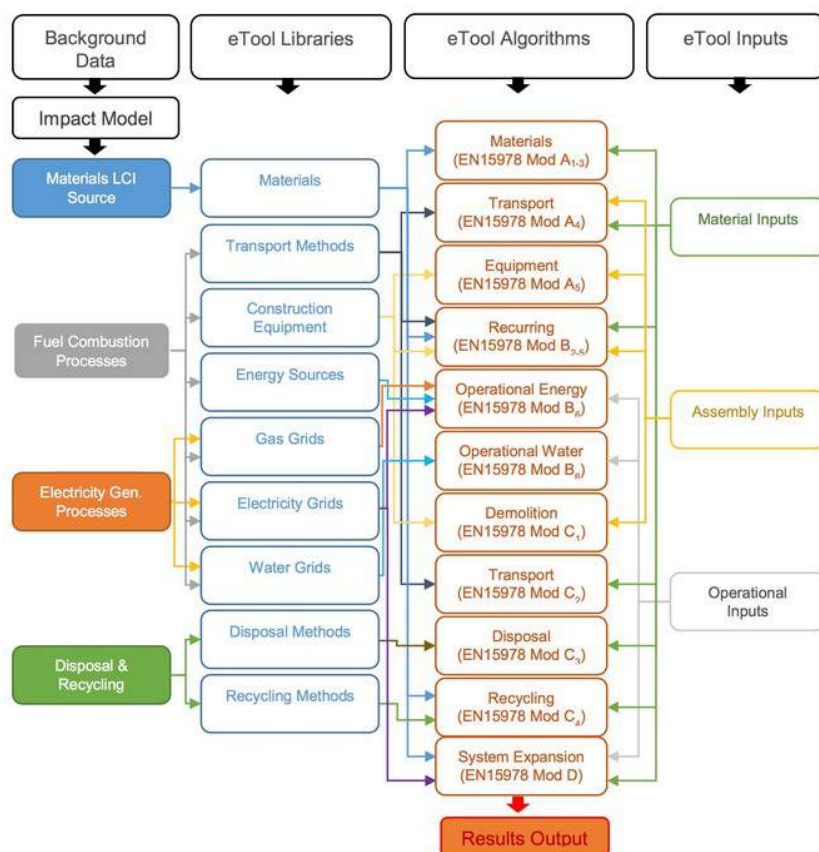 Background
Data
eTool Libraries
eTool Algorithms
eTool Inputs
Impact Model
Materials LCI
Source
Fuel Combustion
Processes
Electricity Gen.
Processes
Disposal &
Recycling
Materials
Transport Methods
Construction
Equipment
Energy Sources
Gas Grids
Electricity Grids
Water Grids
Disposal Methods
Recycling Methods
Materials
(EN15978 Mod A1-3)
Transport
(EN15978 Mod A4)
Equipment
(EN15978 Mod A5)
Recurring
(EN15978 Mod B2-5)
Operational Energy
(EN15978 Mod B6)
Operational Water
(EN15978 Mod B6)
Demolition
(EN15978 Mod C1)
Transport
(EN15978 Mod C2)
Disposal
(EN15978 Mod C3)
Recycling
(EN15978 Mod C4)
System Expansion
(EN15978 Mod D)
Results Output
Material Inputs
Assembly Inputs
Operational
Inputs